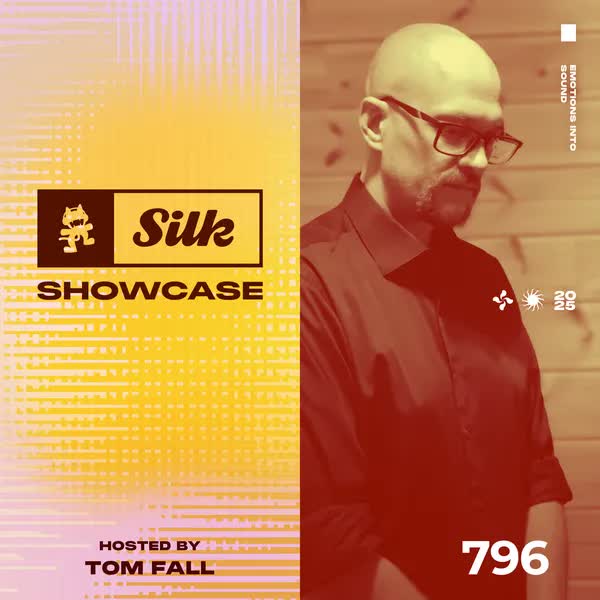 Silk
SHOWCASE
HOSTED BY
TOM FALL
EMOTIONS INTO
SOUND
20
25
796